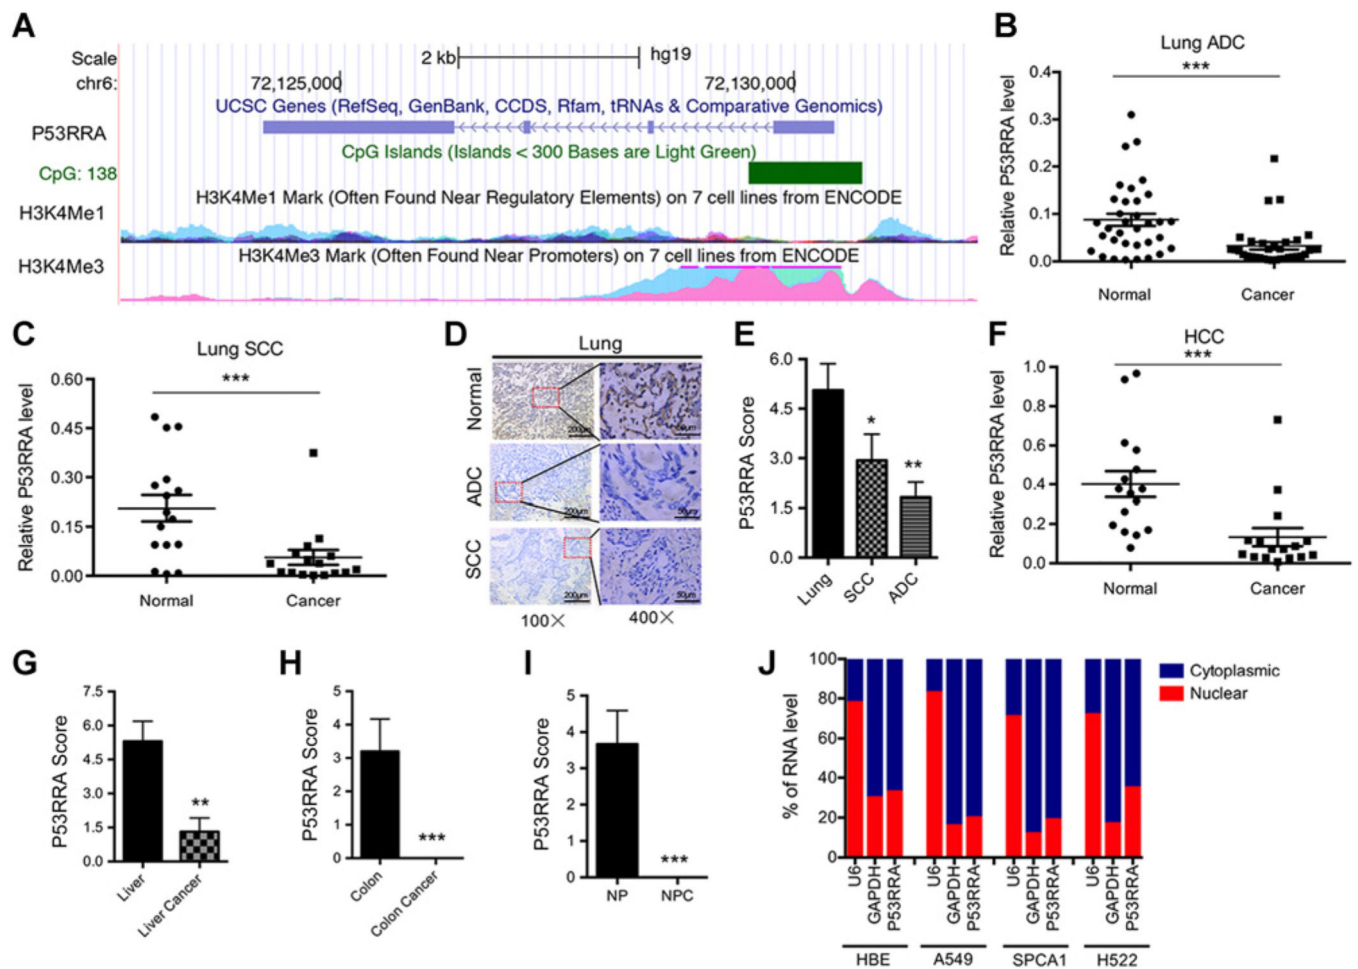 A
Scale
2 kb
hg19
chr6:
72,125,000
72,130,000
UCSC Genes (RefSeq, GenBank, CCDS, Rfam, tRNAs & Comparative Genomics)
P53RRA
CpG Islands (Islands < 300 Bases are Light Green)
CpG: 138
H3K4Me1 Mark (Often Found Near Regulatory Elements) on 7 cell lines from ENCODE
H3K4Me1
H3K4Me3 Mark (Often Found Near Promoters) on 7 cell lines from ENCODE
H3K4Me3
B
Lung ADC
***
Relative P53RRA level
0.4
0.3
0.2
0.1
0.0
Normal
Cancer
C
Lung SCC
***
Relative P53RRA level
0.60
0.45
0.30
0.15
0.00
Normal
Cancer
D
Lung
Normal
200μm
50μm
ADC
200μm
50μm
SCC
200μm
50μm
100×
400×
E
P53RRA Score
6.0
4.5
3.0
1.5
0.0
*
**
Lung
SCC
ADC
F
HCC
***
Relative P53RRA level
1.0
0.8
0.6
0.4
0.2
0.0
Normal
Cancer
G
P53RRA Score
7.5
6.0
4.5
3.0
1.5
0.0
**
Liver
Liver Cancer
H
P53RRA Score
5
4
3
2
1
0
***
Colon
Colon Cancer
I
P53RRA Score
5
4
3
2
1
0
***
NP
NPC
J
% of RNA level
100
80
60
40
20
0
Cytoplasmic
Nuclear
U6
GAPDH
P53RRA
U6
GAPDH
P53RRA
U6
GAPDH
P53RRA
U6
GAPDH
P53RRA
HBE
A549
SPCA1
H522